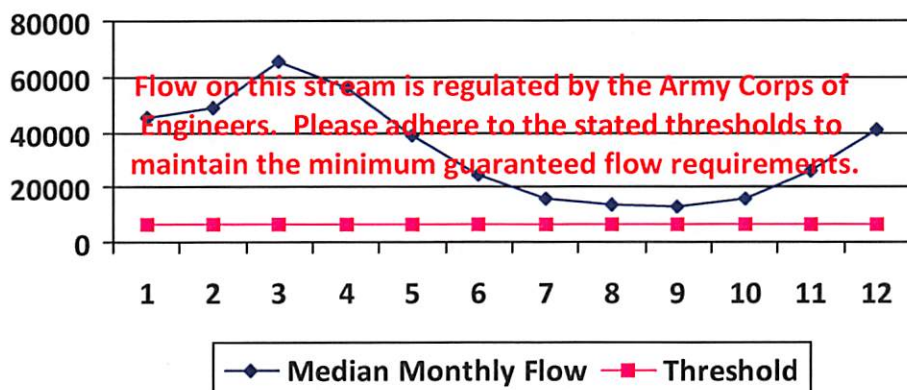 80000
60000
40000
20000
0
Flow on this stream is regulated by the Army Corps of
Engineers. Please adhere to the stated thresholds to
maintain the minimum guaranteed flow requirements.
1 2 3 4 5 6 7 8 9 10 11 12
Median Monthly Flow Threshold